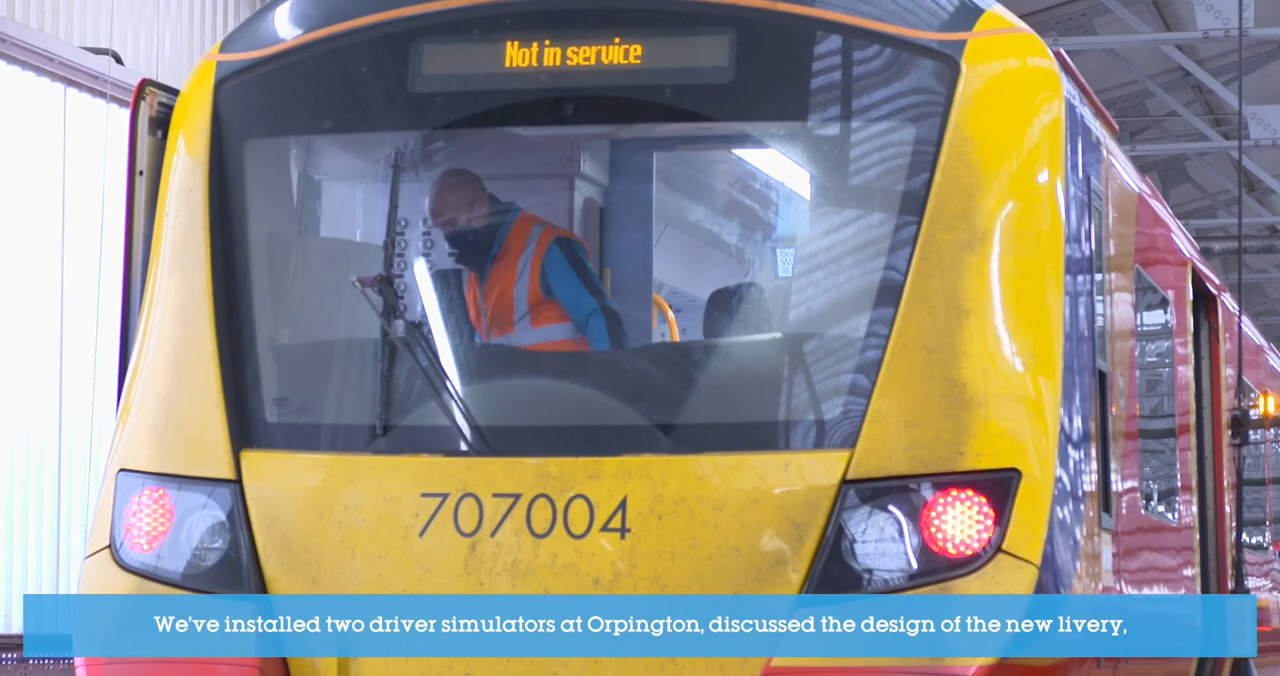 Not in service
707004
We've installed two driver simulators at Orpington, discussed the design of the new livery,